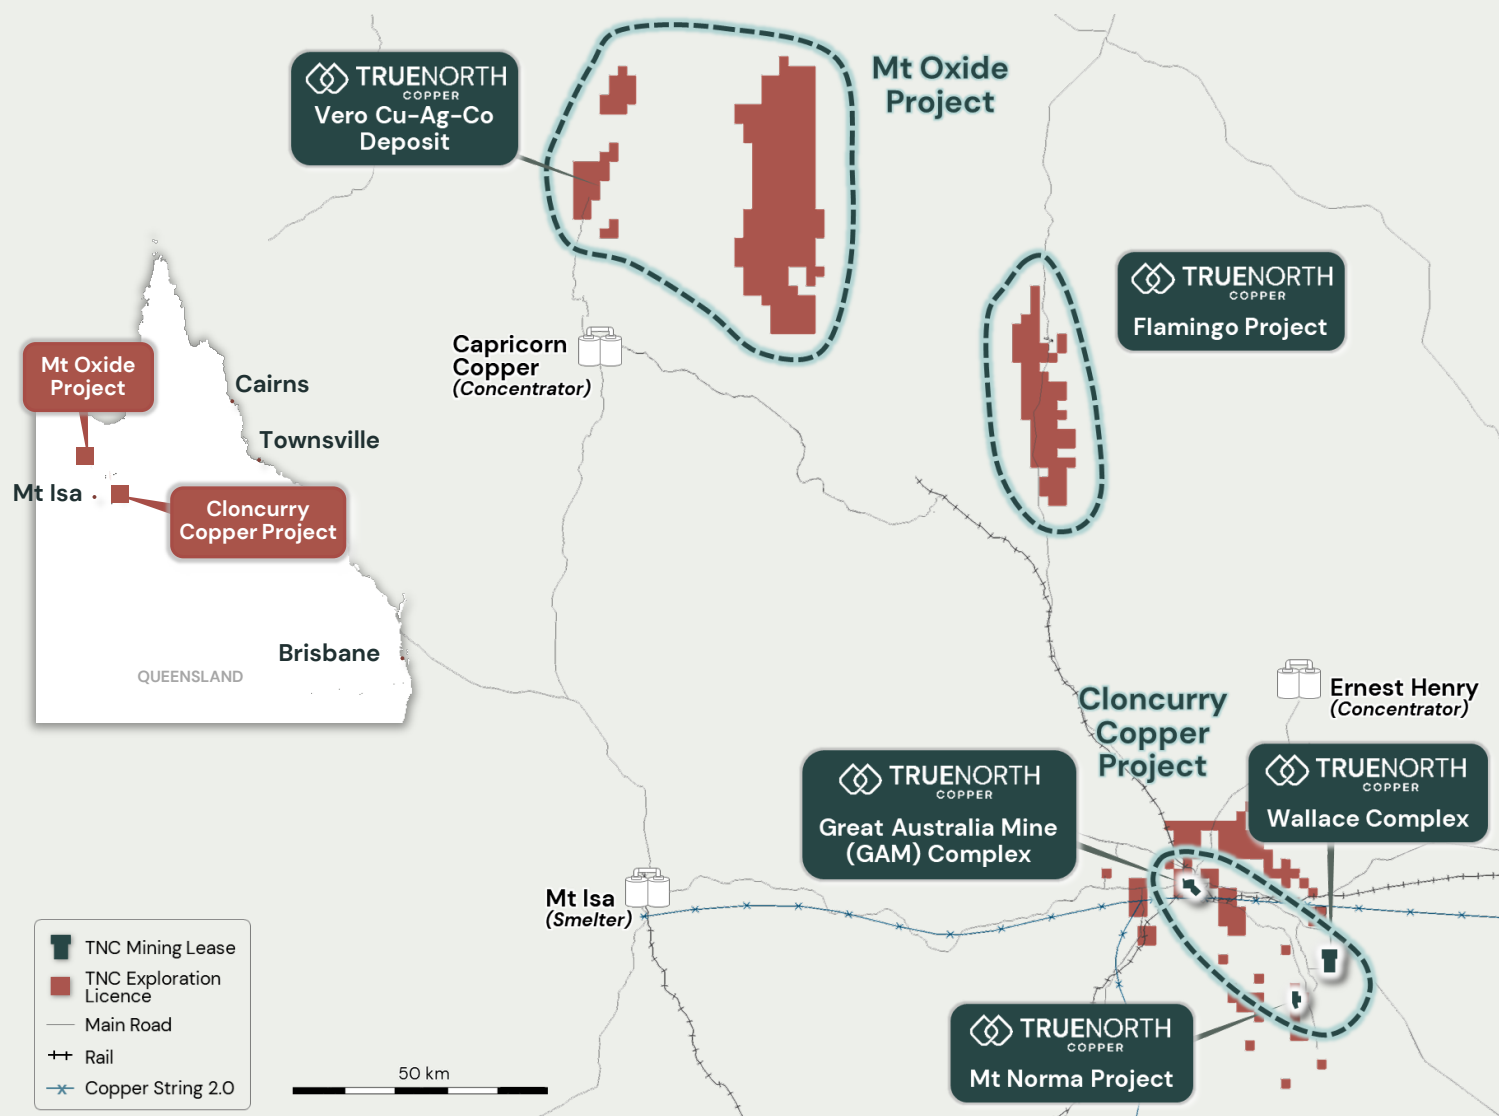 TRUENORTH
COPPER
Vero Cu-Ag-Co
Deposit
Mt Oxide
Project
TRUENORTH
COPPER
Flamingo Project
Capricorn
Copper
(Concentrator)
Mt Oxide
Project
Cairns
Townsville
Mt Isa
Cloncurry
Copper Project
Brisbane
QUEENSLAND
Ernest Henry
(Concentrator)
Cloncurry
Copper
Project
TRUENORTH
COPPER
Great Australia Mine
(GAM) Complex
TRUENORTH
COPPER
Wallace Complex
Mt Isa
(Smelter)
TRUENORTH
COPPER
Mt Norma Project
TNC Mining Lease
TNC Exploration
Licence
Main Road
Rail
Copper String 2.0
50 km